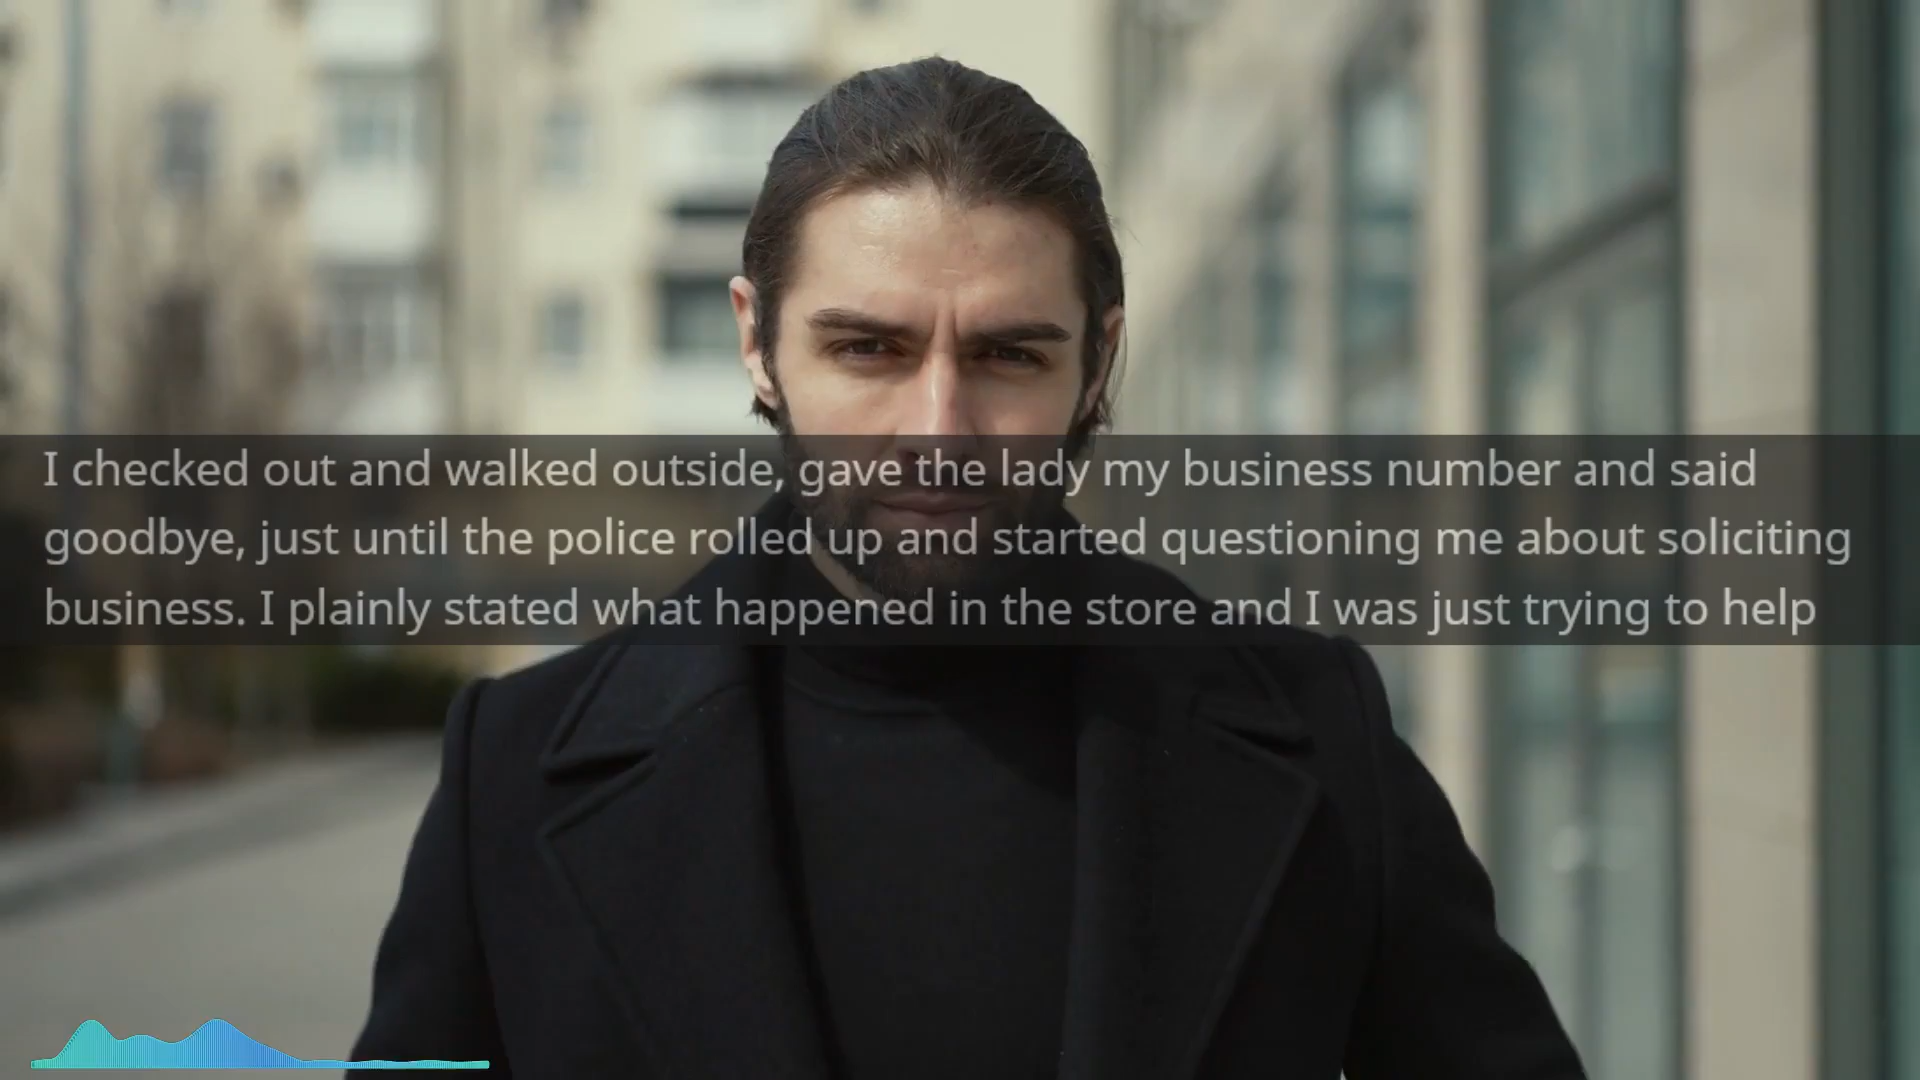 I checked out and walked outside, gave the lady my business number and said
goodbye, just until the police rolled up and started questioning me about soliciting
business. I plainly stated what happened in the store and I was just trying to help